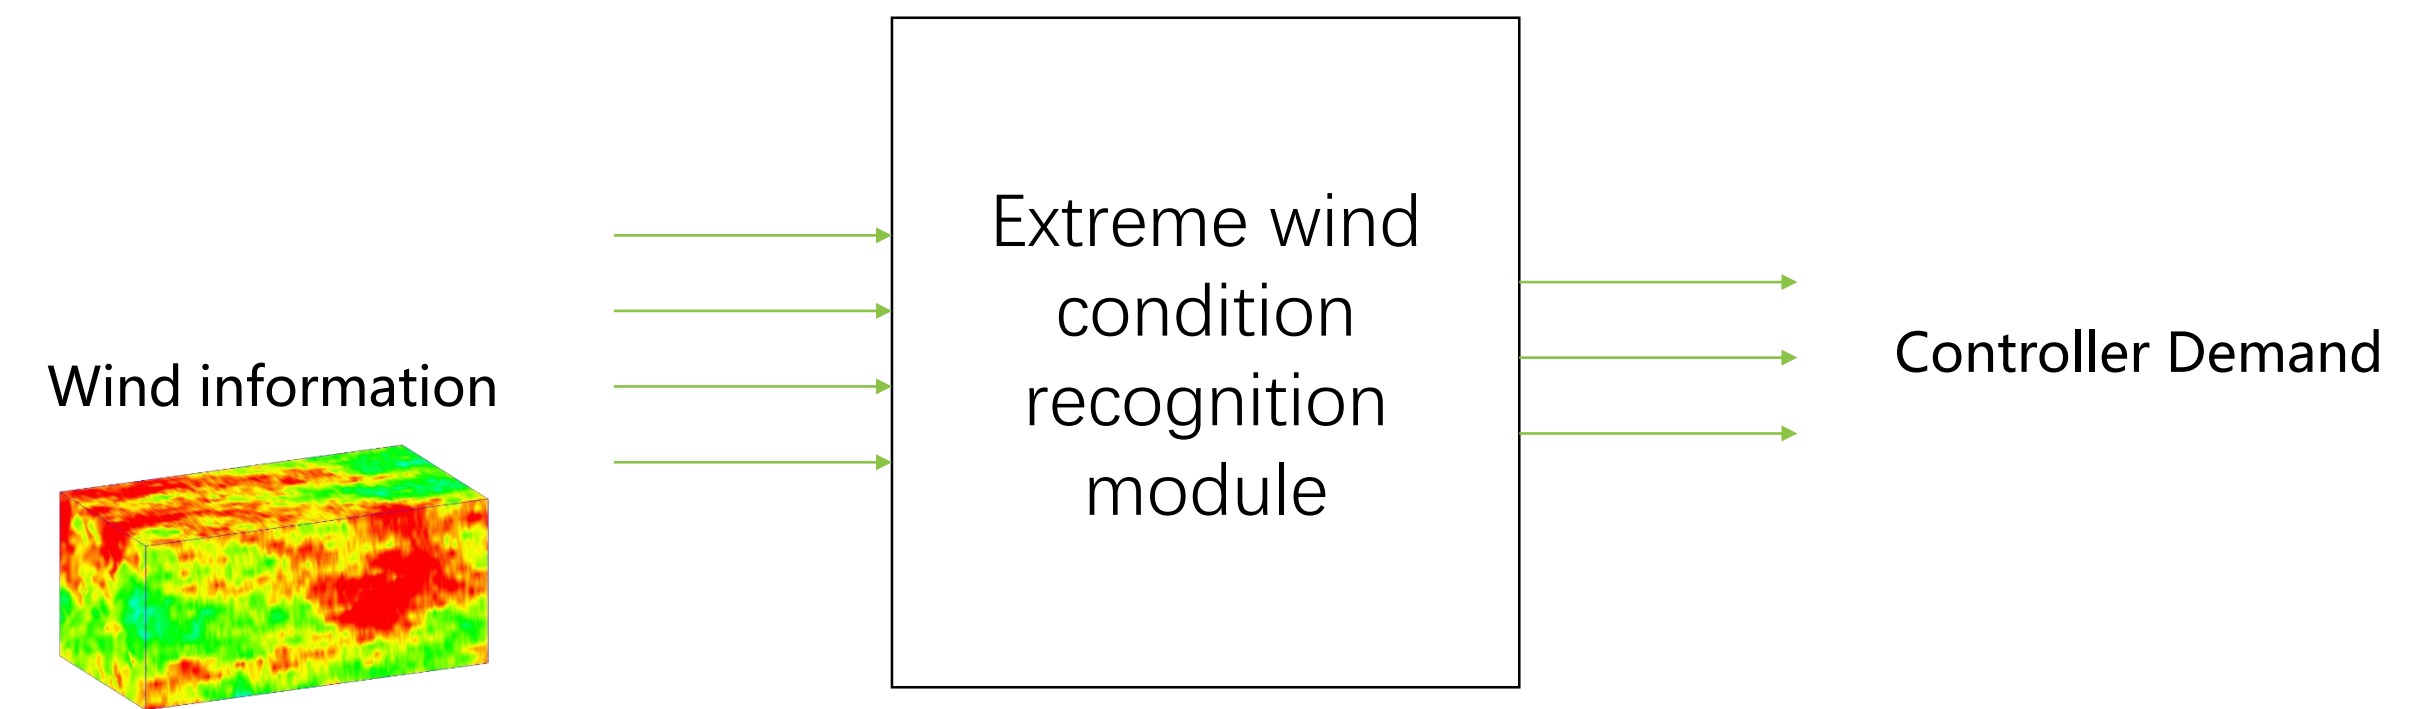 Wind information
Extreme wind
condition
recognition
module
Controller Demand